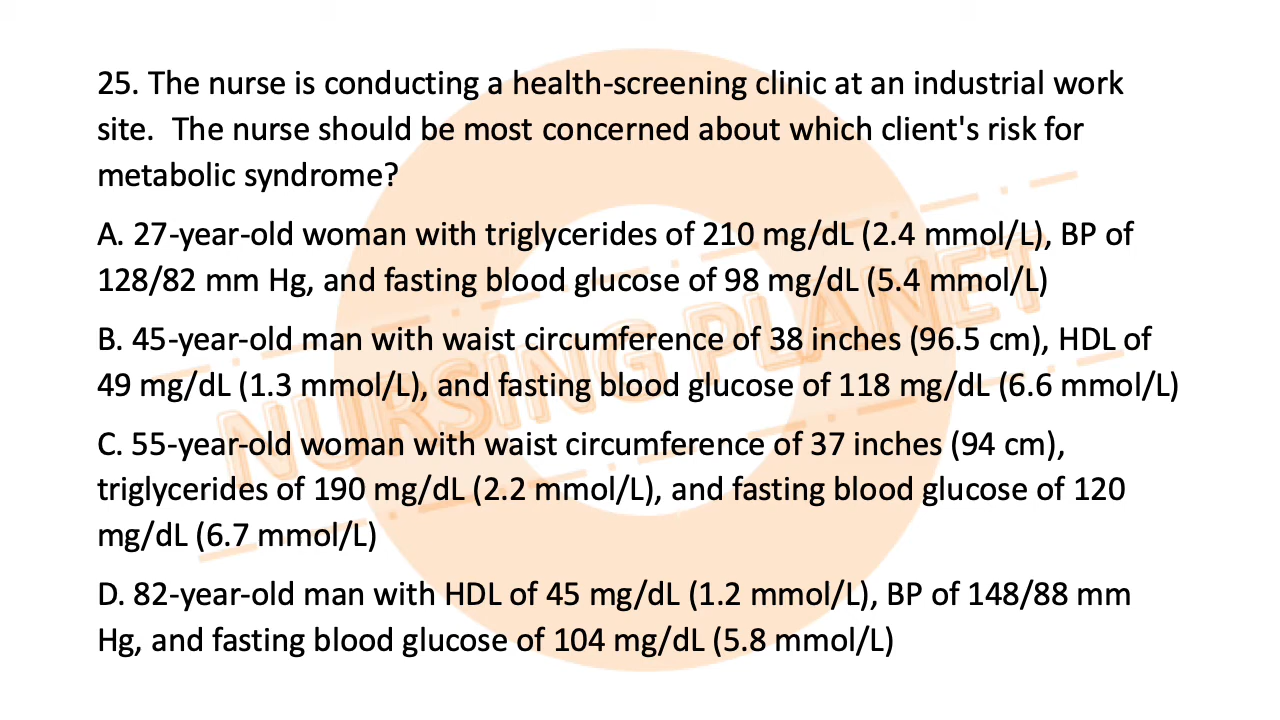 25. The nurse is conducting a health-screening clinic at an industrial work
site.  The nurse should be most concerned about which client's risk for
metabolic syndrome?
A. 27-year-old woman with triglycerides of 210 mg/dL (2.4 mmol/L), BP of
128/82 mm Hg, and fasting blood glucose of 98 mg/dL (5.4 mmol/L)
B. 45-year-old man with waist circumference of 38 inches (96.5 cm), HDL of
49 mg/dL (1.3 mmol/L), and fasting blood glucose of 118 mg/dL (6.6 mmol/L)
C. 55-year-old woman with waist circumference of 37 inches (94 cm),
triglycerides of 190 mg/dL (2.2 mmol/L), and fasting blood glucose of 120
mg/dL (6.7 mmol/L)
D. 82-year-old man with HDL of 45 mg/dL (1.2 mmol/L), BP of 148/88 mm
Hg, and fasting blood glucose of 104 mg/dL (5.8 mmol/L)
NURSING PLANET